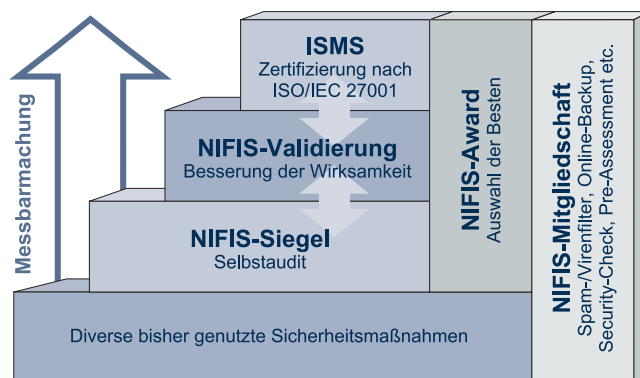 Messbarmachung
ISMS
Zertifizierung nach
ISO/IEC 27001
NIFIS-Validierung
Besserung der Wirksamkeit
NIFIS-Siegel
Selbstaudit
Diverse bisher genutzte Sicherheitsmaßnahmen
NIFIS-Award
Auswahl der Besten
NIFIS-Mitgliedschaft
Spam-/Virenfilter, Online-Backup,
Security-Check, Pre-Assessment etc.